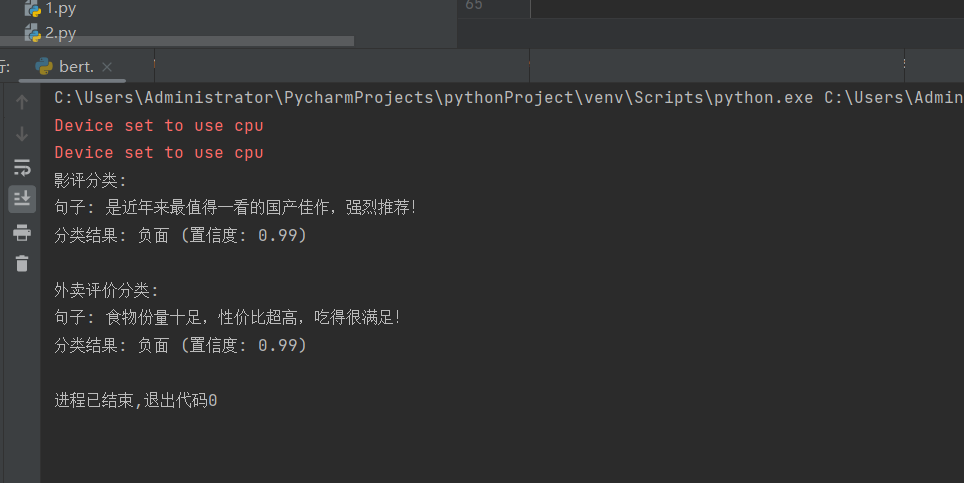 1.py
65
2.py
行:
bert.
C:\Users\Administrator\PycharmProjects\pythonProject\venv\Scripts\python.exe C:\Users\Admin
Device set to use cpu
Device set to use cpu
影评分类:
句子: 是近年来最值得一看的国产佳作，强烈推荐!
分类结果: 负面 (置信度: 0.99)
外卖评价分类:
句子: 食物份量十足，性价比超高，吃得很满足!
分类结果: 负面 (置信度: 0.99)
进程已结束,退出代码0